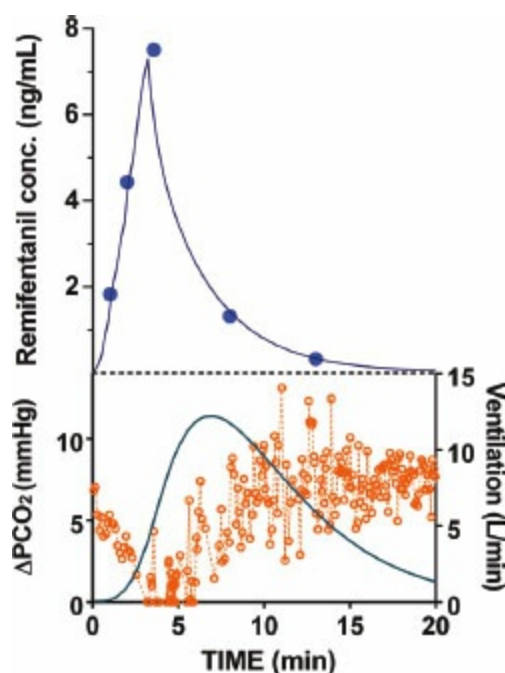 Remifentanil conc. (ng/mL)
8
6
4
2
ΔPCO₂ (mmHg)
10
5
0
15
10
5
0
Ventilation (L/min)
0 5 10 15 20
TIME (min)